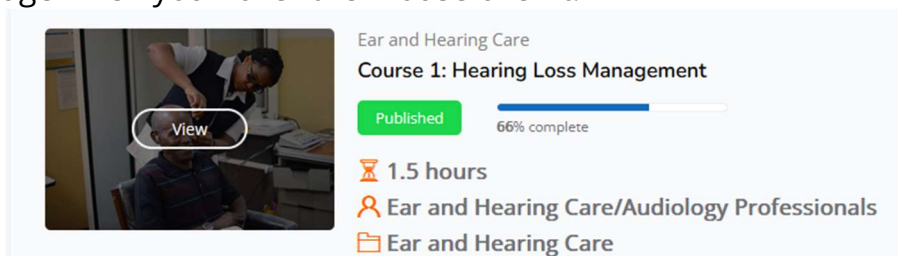 Ear and Hearing Care
Course 1: Hearing Loss Management
View
Published
66% complete
1.5 hours
Ear and Hearing Care/Audiology Professionals
Ear and Hearing Care